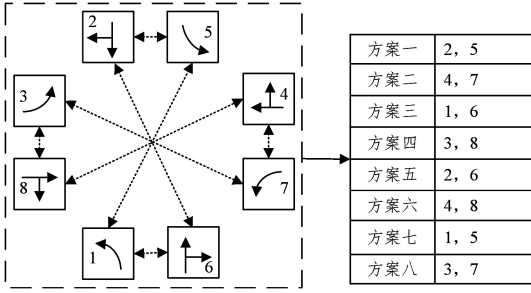 2
5
3
4
8
7
1
6
方案一 2，5
方案二 4，7
方案三 1，6
方案四 3，8
方案五 2，6
方案六 4，8
方案七 1，5
方案八 3，7